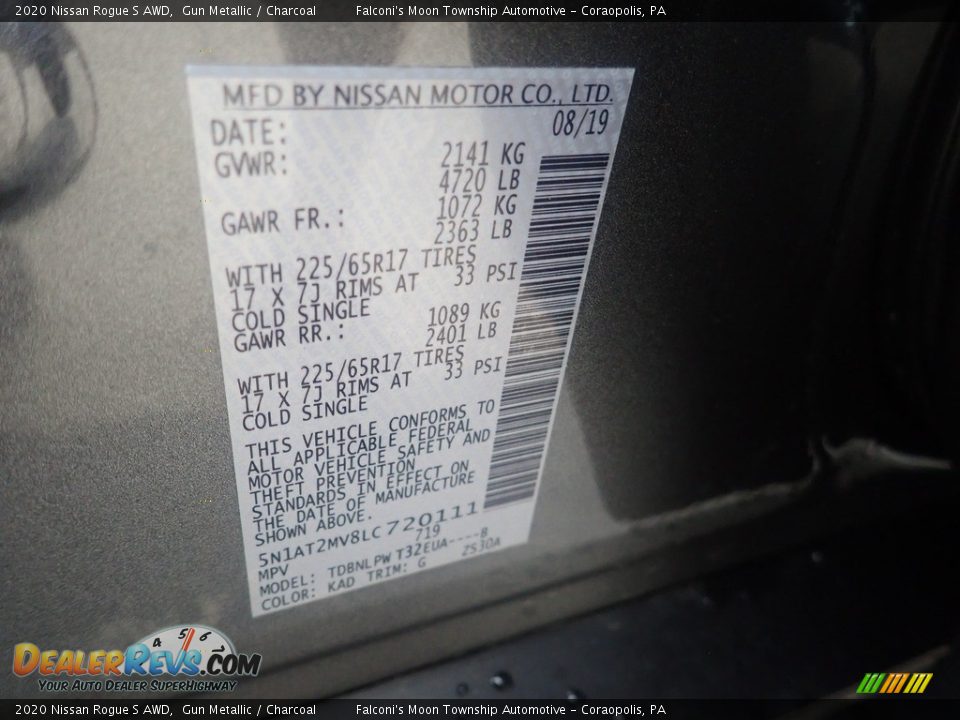 2020 Nissan Rogue S AWD, Gun Metallic / Charcoal Falconi's Moon Township Automotive - Coraopolis, PA
MFD BY NISSAN MOTOR CO., LTD.
DATE: 08/19
GVWR: 2141 KG
4720 LB
GAWR FR.: 1072 KG
2363 LB
WITH 225/65R17 TIRES
17 X 7J RIMS AT 33 PSI
COLD SINGLE
GAWR RR.: 1089 KG
2401 LB
WITH 225/65R17 TIRES
17 X 7J RIMS AT 33 PSI
COLD SINGLE
THIS VEHICLE CONFORMS TO
ALL APPLICABLE FEDERAL
MOTOR VEHICLE SAFETY AND
THEFT PREVENTION
STANDARDS IN EFFECT ON
THE DATE OF MANUFACTURE
SHOWN ABOVE.
5N1AT2MV8LC720111
MPV 719
MODEL: TDBNLPWT32EUA----B
COLOR: KAD TRIM: G ZS30A
4 5 6
DEALERREVS.COM
YOUR AUTO DEALER SUPERHIGHWAY
2020 Nissan Rogue S AWD, Gun Metallic / Charcoal Falconi's Moon Township Automotive - Coraopolis, PA